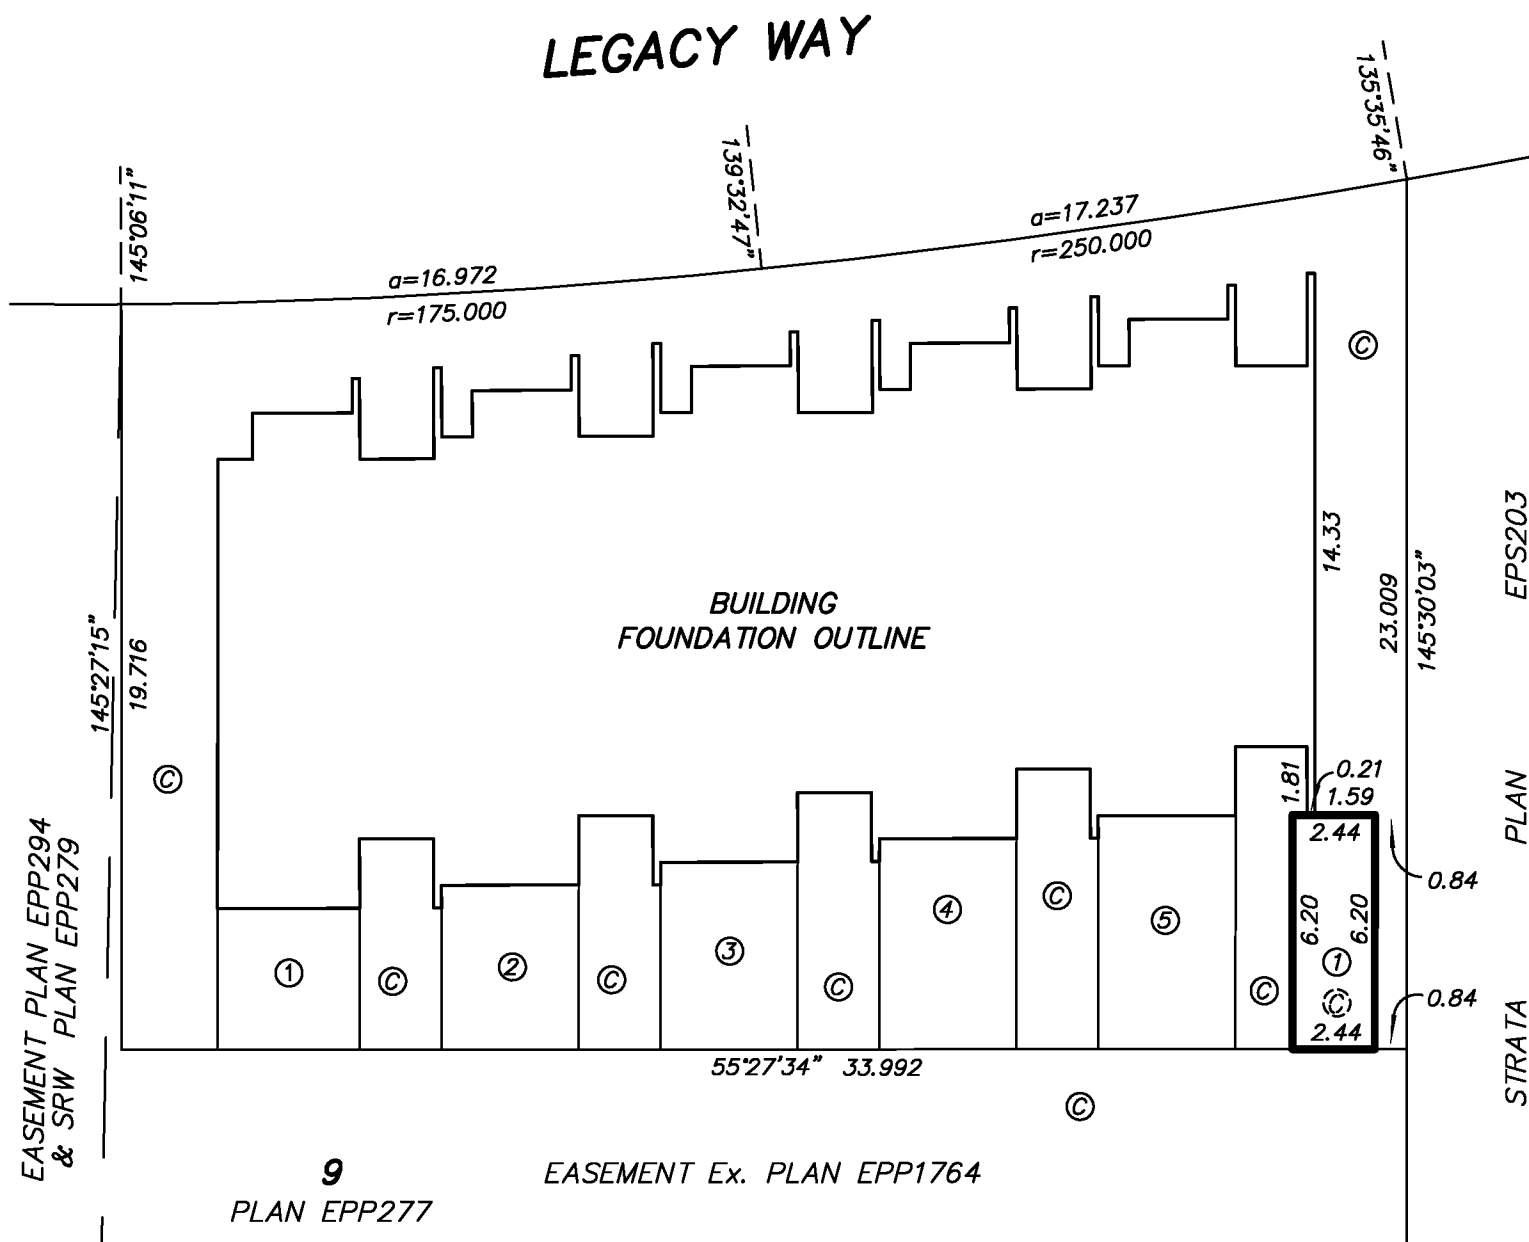 LEGACY WAY
145°06'11"
139°32'47"
135°35'46"
a=16.972
r=175.000
a=17.237
r=250.000
C
14.33
EPS203
BUILDING
FOUNDATION OUTLINE
23.009
145°30'03"
145°27'15"
19.716
C
1.81
0.21
1.59
2.44
PLAN
0.84
6.20
6.20
EASEMENT PLAN EPP294
& SRW PLAN EPP279
1
C
2
C
3
C
4
C
5
C
1
C
2.44
0.84
STRATA
55°27'34" 33.992
C
9
PLAN EPP277
EASEMENT Ex. PLAN EPP1764